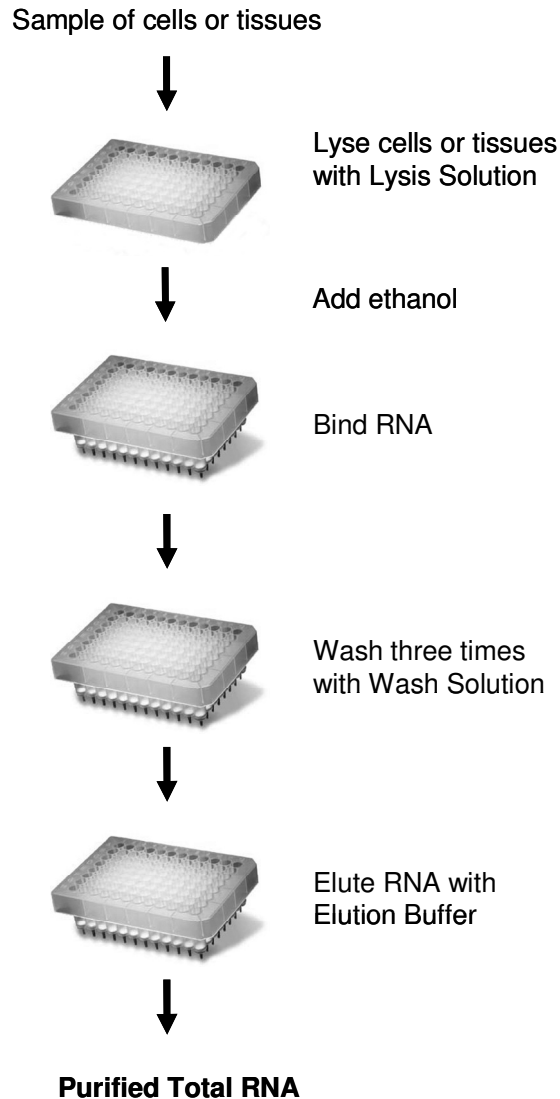 Sample of cells or tissues
Lyse cells or tissues
with Lysis Solution
Add ethanol
Bind RNA
Wash three times
with Wash Solution
Elute RNA with
Elution Buffer
Purified Total RNA